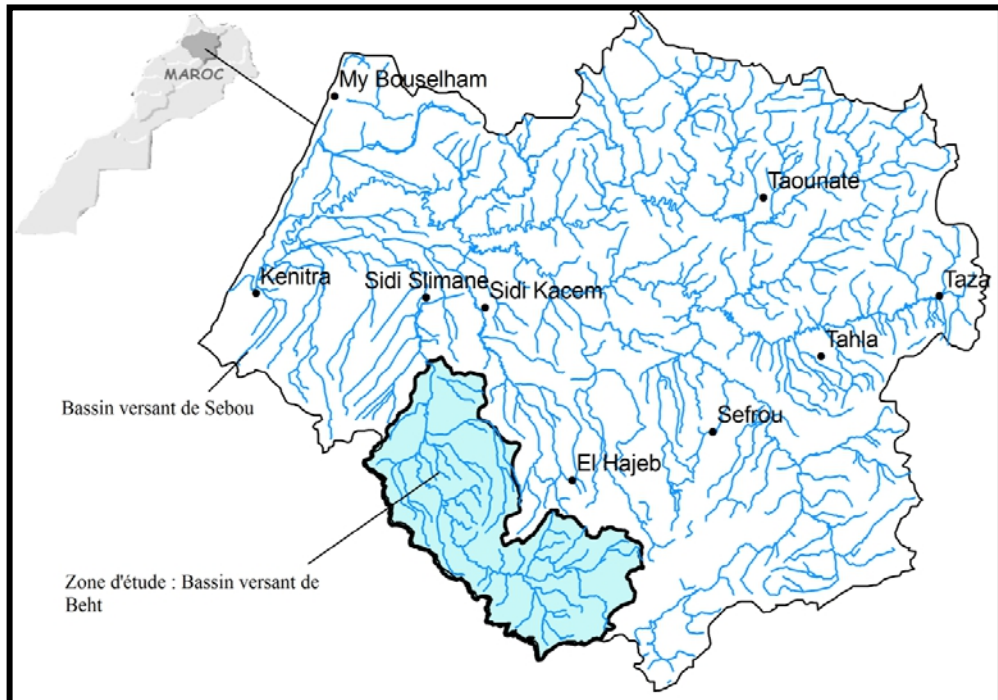 MAROC
My Bouselham
Taounate
Kenitra
Sidi Slimane
Sidi Kacem
Taza
Tahla
Bassin versant de Sebou
Sefrou
El Hajeb
Zone d'étude : Bassin versant de
Beht